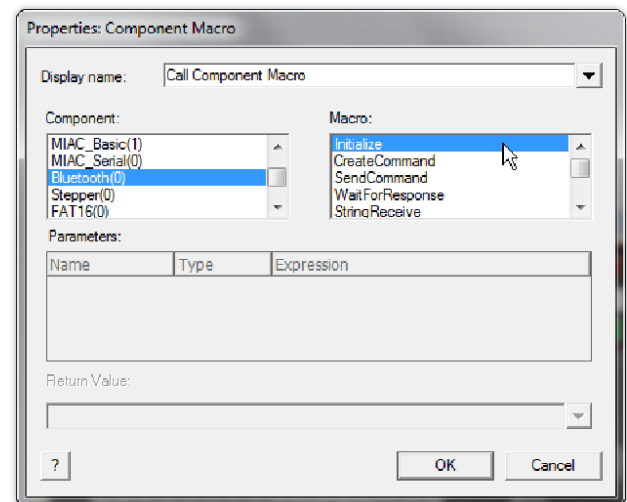 Properties: Component Macro
Display name: Call Component Macro
Component: Macro:
MIAC_Basic(1) Initialize
MIAC_Serial(0) CreateCommand
Bluetooth(0) SendCommand
Stepper(0) WaitForResponse
FAT16(0) StringReceive
Parameters:
Name Type Expression
Return Value:
? OK Cancel